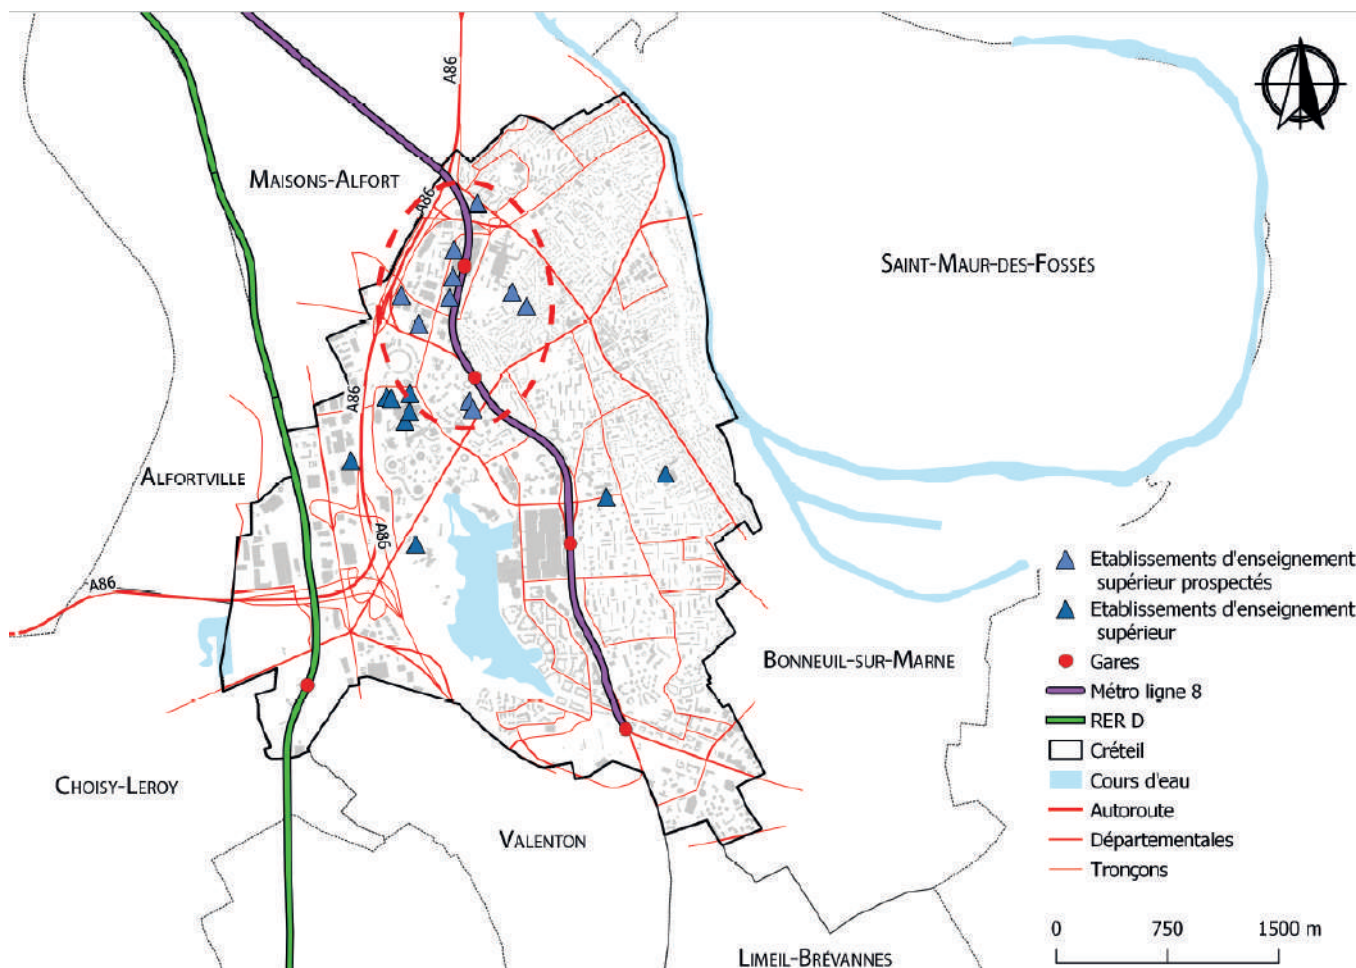 A86
MAISONS-ALFORT
A86
SAINT-MAUR-DES-FOSSÉS
A86
ALFORTVILLE
A86
A86
Etablissements d'enseignement
supérieur prospectés
Etablissements d'enseignement
supérieur
Gares
Métro ligne 8
RER D
Créteil
Cours d'eau
Autoroute
Départementales
Tronçons
BONNEUIL-SUR-MARNE
CHOISY-LEROY
VALENTON
LIMEIL-BRÉVANNES
0 750 1500 m